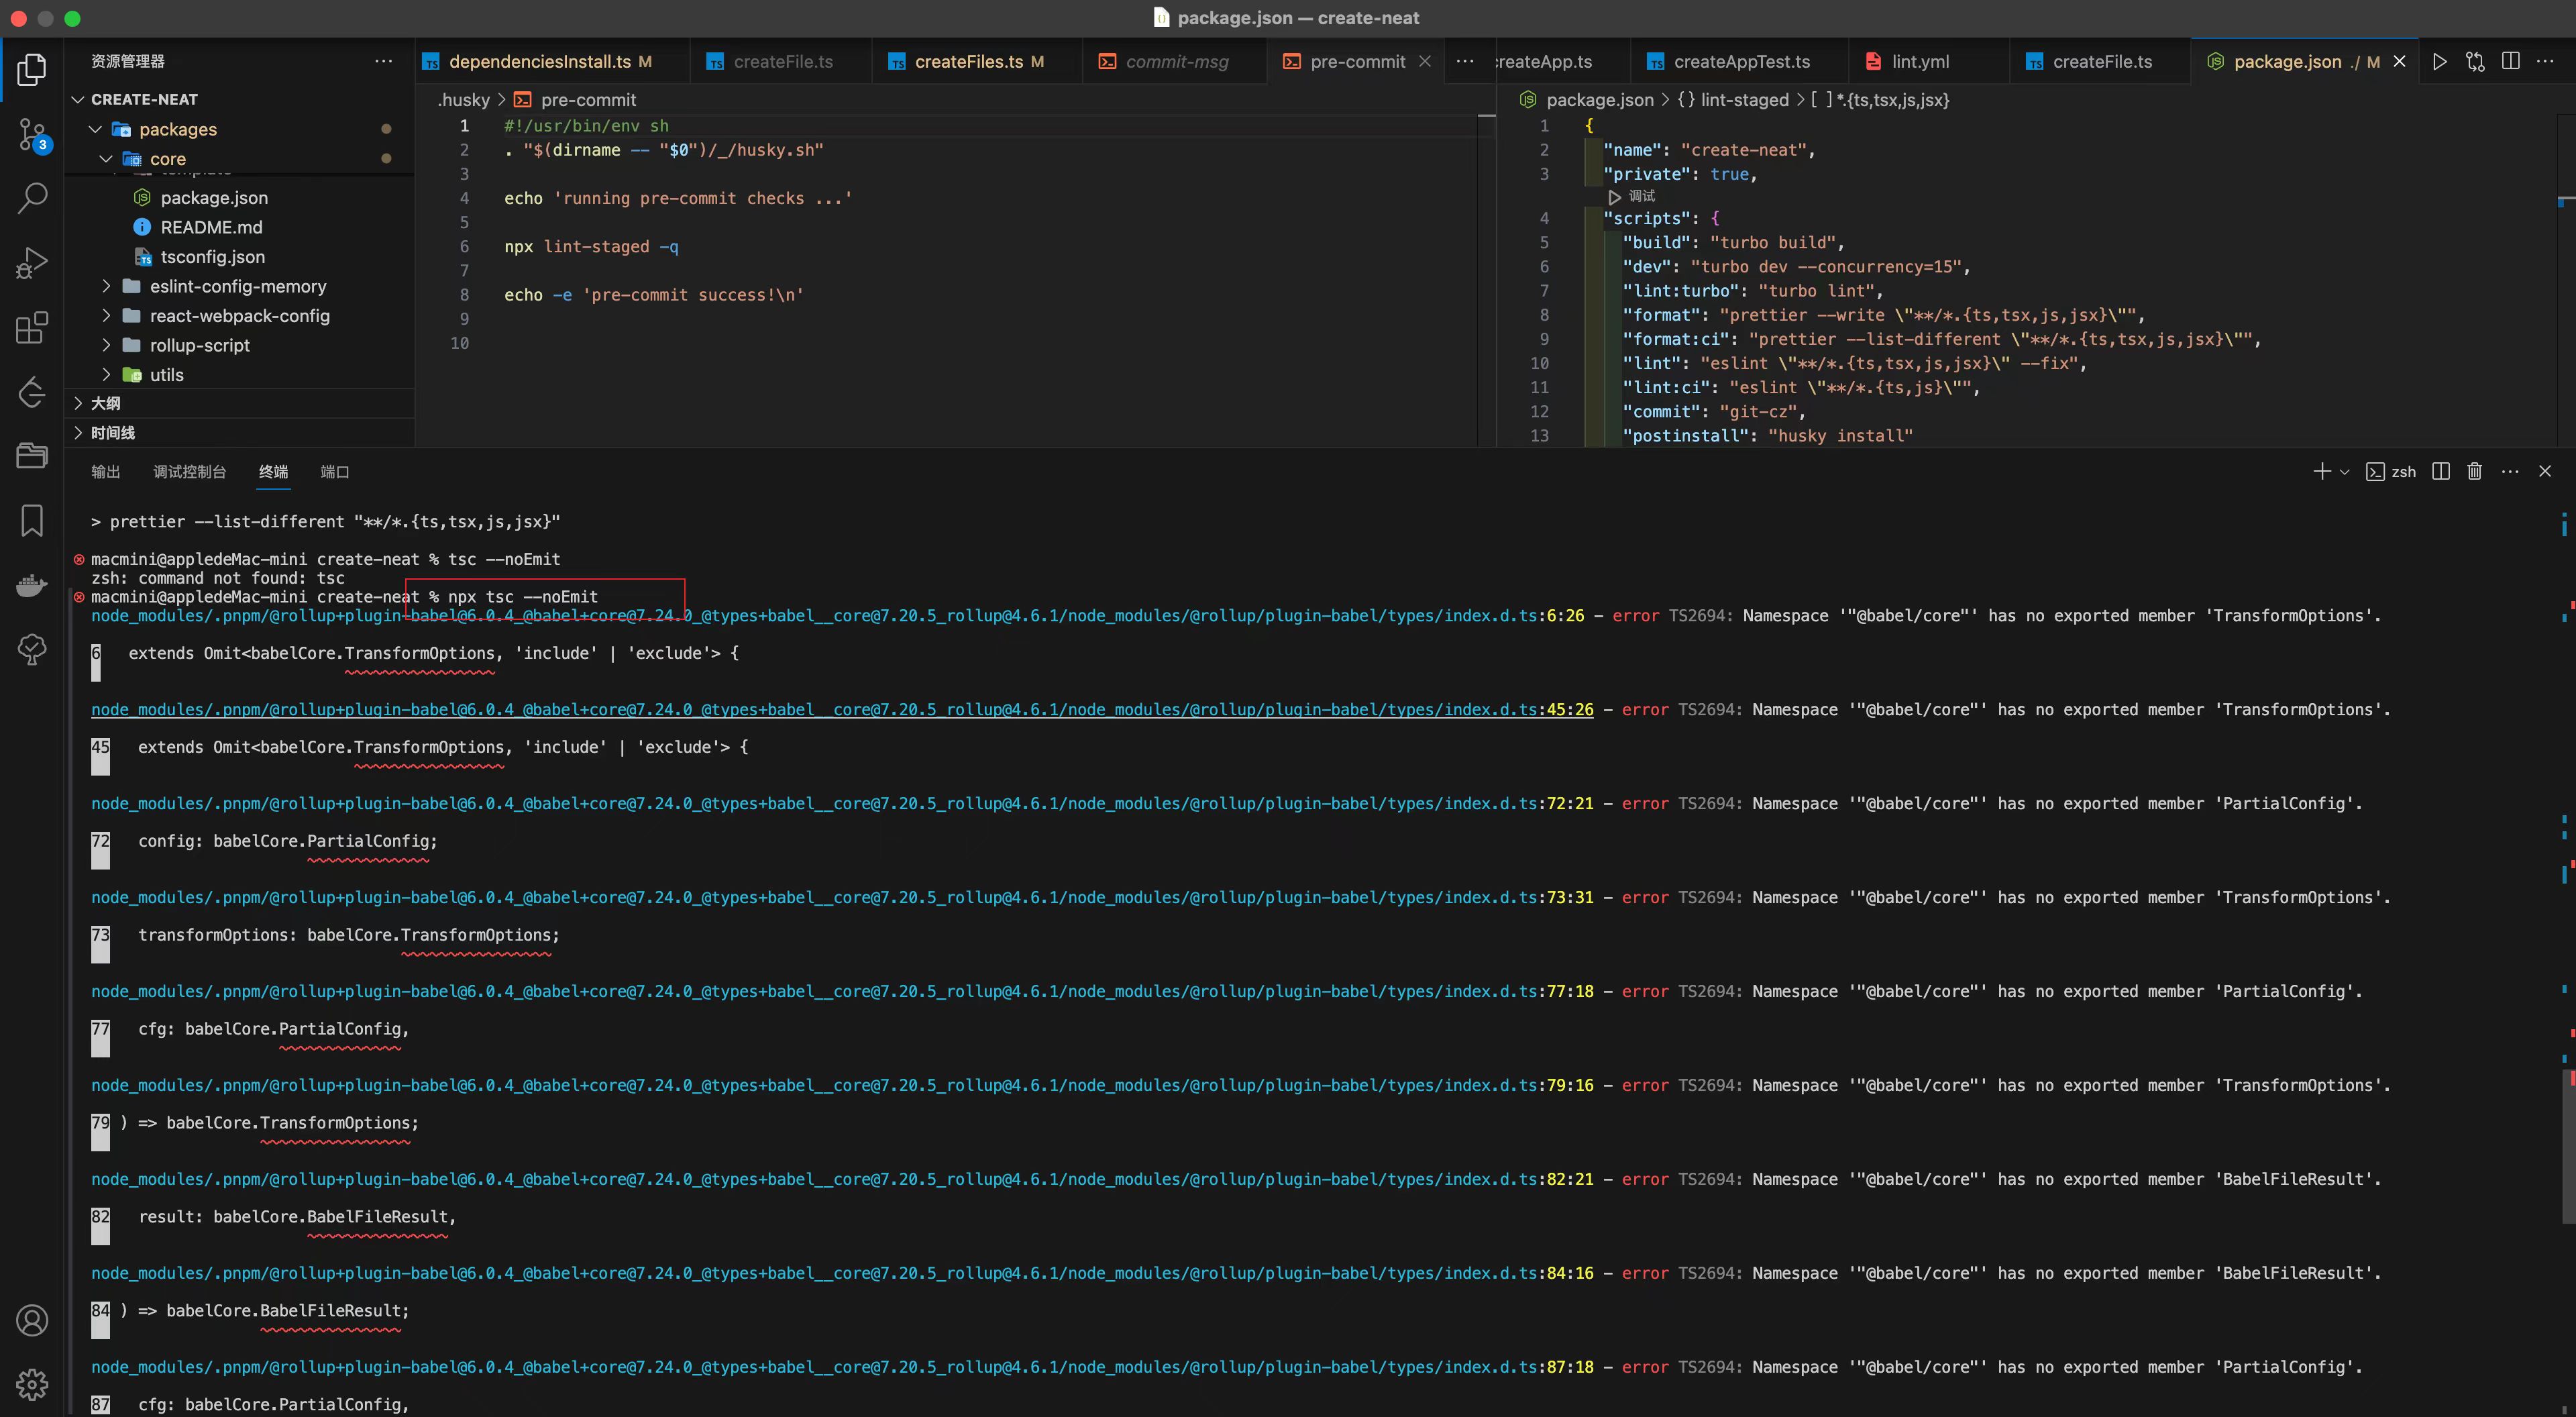 package.json — create-neat
资源管理器
CREATE-NEAT
packages
core
package.json
README.md
tsconfig.json
eslint-config-memory
react-webpack-config
rollup-script
utils
大纲
时间线
3
dependenciesInstall.ts M
createFile.ts
createFiles.ts M
commit-msg
pre-commit
.husky > pre-commit
1 #!/usr/bin/env sh
2 . "$(dirname -- "$0")/_/husky.sh"
3
4 echo 'running pre-commit checks ...'
5
6 npx lint-staged -q
7
8 echo -e 'pre-commit success!\n'
9
10
reateApp.ts
createAppTest.ts
lint.yml
createFile.ts
package.json ./ M
package.json > {} lint-staged > [ ] *.{ts,tsx,js,jsx}
1 {
2 "name": "create-neat",
3 "private": true,
调试
4 "scripts": {
5 "build": "turbo build",
6 "dev": "turbo dev --concurrency=15",
7 "lint:turbo": "turbo lint",
8 "format": "prettier --write \"**/*.{ts,tsx,js,jsx}\"",
9 "format:ci": "prettier --list-different \"**/*.{ts,tsx,js,jsx}\"",
10 "lint": "eslint \"**/*.{ts,tsx,js,jsx}\" --fix",
11 "lint:ci": "eslint \"**/*.{ts,js}\"",
12 "commit": "git-cz",
13 "postinstall": "husky install"
输出 调试控制台 终端 端口
zsh
> prettier --list-different "**/*.{ts,tsx,js,jsx}"
macmini@appledeMac-mini create-neat % tsc --noEmit
zsh: command not found: tsc
macmini@appledeMac-mini create-neat % npx tsc --noEmit
node_modules/.pnpm/@rollup+plugin-babel@6.0.4_@babel+core@7.24.0_@types+babel__core@7.20.5_rollup@4.6.1/node_modules/@rollup/plugin-babel/types/index.d.ts:6:26 - error TS2694: Namespace '"@babel/core"' has no exported member 'TransformOptions'.
6 extends Omit<babelCore.TransformOptions, 'include' | 'exclude'> {
node_modules/.pnpm/@rollup+plugin-babel@6.0.4_@babel+core@7.24.0_@types+babel__core@7.20.5_rollup@4.6.1/node_modules/@rollup/plugin-babel/types/index.d.ts:45:26 - error TS2694: Namespace '"@babel/core"' has no exported member 'TransformOptions'.
45 extends Omit<babelCore.TransformOptions, 'include' | 'exclude'> {
node_modules/.pnpm/@rollup+plugin-babel@6.0.4_@babel+core@7.24.0_@types+babel__core@7.20.5_rollup@4.6.1/node_modules/@rollup/plugin-babel/types/index.d.ts:72:21 - error TS2694: Namespace '"@babel/core"' has no exported member 'PartialConfig'.
72 config: babelCore.PartialConfig;
node_modules/.pnpm/@rollup+plugin-babel@6.0.4_@babel+core@7.24.0_@types+babel__core@7.20.5_rollup@4.6.1/node_modules/@rollup/plugin-babel/types/index.d.ts:73:31 - error TS2694: Namespace '"@babel/core"' has no exported member 'TransformOptions'.
73 transformOptions: babelCore.TransformOptions;
node_modules/.pnpm/@rollup+plugin-babel@6.0.4_@babel+core@7.24.0_@types+babel__core@7.20.5_rollup@4.6.1/node_modules/@rollup/plugin-babel/types/index.d.ts:77:18 - error TS2694: Namespace '"@babel/core"' has no exported member 'PartialConfig'.
77 cfg: babelCore.PartialConfig,
node_modules/.pnpm/@rollup+plugin-babel@6.0.4_@babel+core@7.24.0_@types+babel__core@7.20.5_rollup@4.6.1/node_modules/@rollup/plugin-babel/types/index.d.ts:79:16 - error TS2694: Namespace '"@babel/core"' has no exported member 'TransformOptions'.
79 ) => babelCore.TransformOptions;
node_modules/.pnpm/@rollup+plugin-babel@6.0.4_@babel+core@7.24.0_@types+babel__core@7.20.5_rollup@4.6.1/node_modules/@rollup/plugin-babel/types/index.d.ts:82:21 - error TS2694: Namespace '"@babel/core"' has no exported member 'BabelFileResult'.
82 result: babelCore.BabelFileResult,
node_modules/.pnpm/@rollup+plugin-babel@6.0.4_@babel+core@7.24.0_@types+babel__core@7.20.5_rollup@4.6.1/node_modules/@rollup/plugin-babel/types/index.d.ts:84:16 - error TS2694: Namespace '"@babel/core"' has no exported member 'BabelFileResult'.
84 ) => babelCore.BabelFileResult;
node_modules/.pnpm/@rollup+plugin-babel@6.0.4_@babel+core@7.24.0_@types+babel__core@7.20.5_rollup@4.6.1/node_modules/@rollup/plugin-babel/types/index.d.ts:87:18 - error TS2694: Namespace '"@babel/core"' has no exported member 'PartialConfig'.
87 cfg: babelCore.PartialConfig,